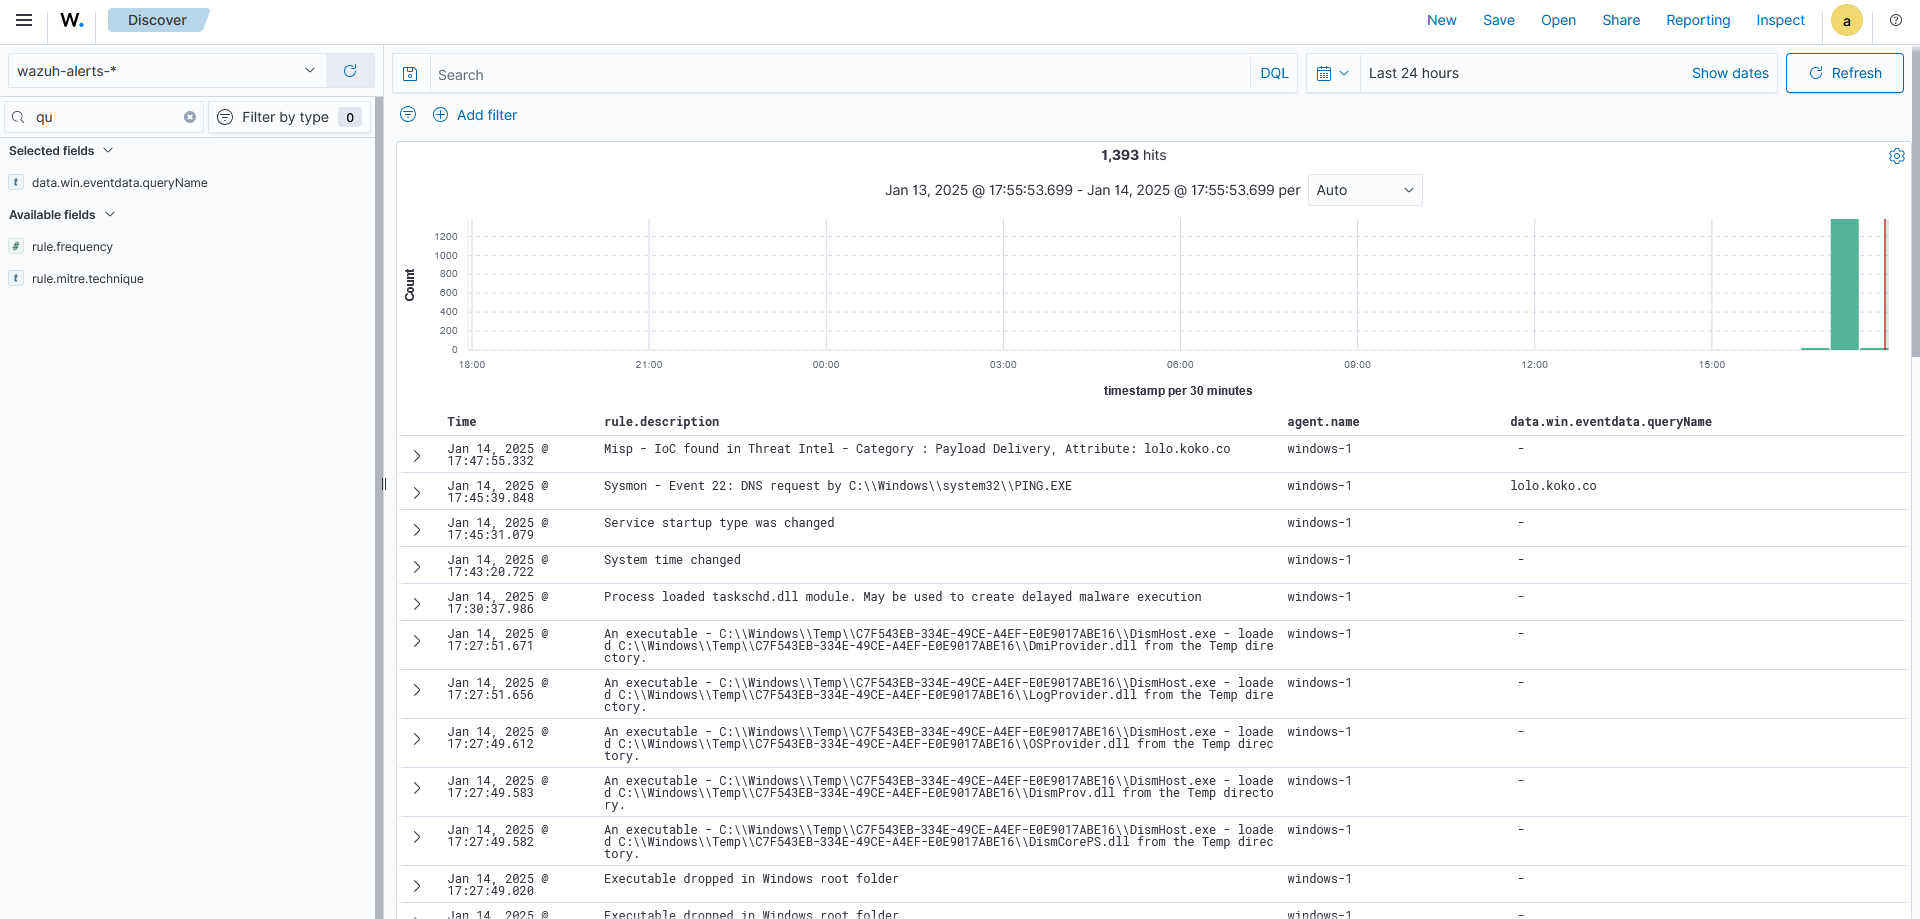 W. Discover New Save Open Share Reporting Inspect a
wazuh-alerts-*
Search DQL Last 24 hours Show dates Refresh
qu Filter by type 0
Add filter
Selected fields
t data.win.eventdata.queryName
Available fields
# rule.frequency
t rule.mitre.technique
1,393 hits
Jan 13, 2025 @ 17:55:53.699 - Jan 14, 2025 @ 17:55:53.699 per Auto
Count
1200
1000
800
600
400
200
0
18:00 21:00 00:00 03:00 06:00 09:00 12:00 15:00
timestamp per 30 minutes
Time rule.description agent.name data.win.eventdata.queryName
Jan 14, 2025 @ Misp - IoC found in Threat Intel - Category : Payload Delivery, Attribute: lolo.koko.co windows-1 -
17:47:55.332
Jan 14, 2025 @ Sysmon - Event 22: DNS request by C:\\Windows\\system32\\PING.EXE windows-1 lolo.koko.co
17:45:39.848
Jan 14, 2025 @ Service startup type was changed windows-1 -
17:45:31.079
Jan 14, 2025 @ System time changed windows-1 -
17:43:20.722
Jan 14, 2025 @ Process loaded taskschd.dll module. May be used to create delayed malware execution windows-1 -
17:30:37.986
Jan 14, 2025 @ An executable - C:\\Windows\\Temp\\C7F543EB-334E-49CE-A4EF-E0E9017ABE16\\DismHost.exe - loade windows-1 -
17:27:51.671 d C:\\Windows\\Temp\\C7F543EB-334E-49CE-A4EF-E0E9017ABE16\\DmiProvider.dll from the Temp dire
ctory.
Jan 14, 2025 @ An executable - C:\\Windows\\Temp\\C7F543EB-334E-49CE-A4EF-E0E9017ABE16\\DismHost.exe - loade windows-1 -
17:27:51.656 d C:\\Windows\\Temp\\C7F543EB-334E-49CE-A4EF-E0E9017ABE16\\LogProvider.dll from the Temp dire
ctory.
Jan 14, 2025 @ An executable - C:\\Windows\\Temp\\C7F543EB-334E-49CE-A4EF-E0E9017ABE16\\DismHost.exe - loade windows-1 -
17:27:49.612 d C:\\Windows\\Temp\\C7F543EB-334E-49CE-A4EF-E0E9017ABE16\\OSProvider.dll from the Temp direc
tory.
Jan 14, 2025 @ An executable - C:\\Windows\\Temp\\C7F543EB-334E-49CE-A4EF-E0E9017ABE16\\DismHost.exe - loade windows-1 -
17:27:49.583 d C:\\Windows\\Temp\\C7F543EB-334E-49CE-A4EF-E0E9017ABE16\\DismProv.dll from the Temp directo
ry.
Jan 14, 2025 @ An executable - C:\\Windows\\Temp\\C7F543EB-334E-49CE-A4EF-E0E9017ABE16\\DismHost.exe - loade windows-1 -
17:27:49.582 d C:\\Windows\\Temp\\C7F543EB-334E-49CE-A4EF-E0E9017ABE16\\DismCorePS.dll from the Temp direc
tory.
Jan 14, 2025 @ Executable dropped in Windows root folder windows-1 -
17:27:49.020
Jan 14, 2025 @ Executable dropped in Windows root folder windows-1